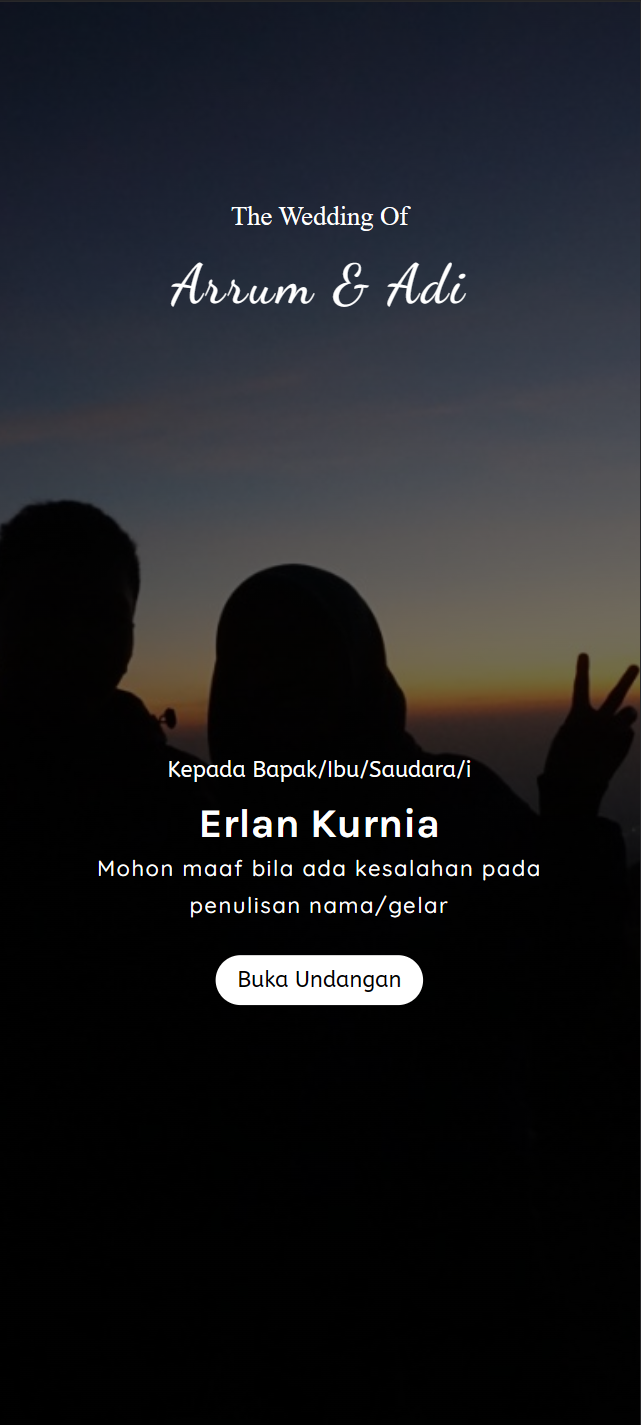 The Wedding Of
Arrum & Adi
Kepada Bapak/Ibu/Saudara/i
Erlan Kurnia
Mohon maaf bila ada kesalahan pada
penulisan nama/gelar
Buka Undangan